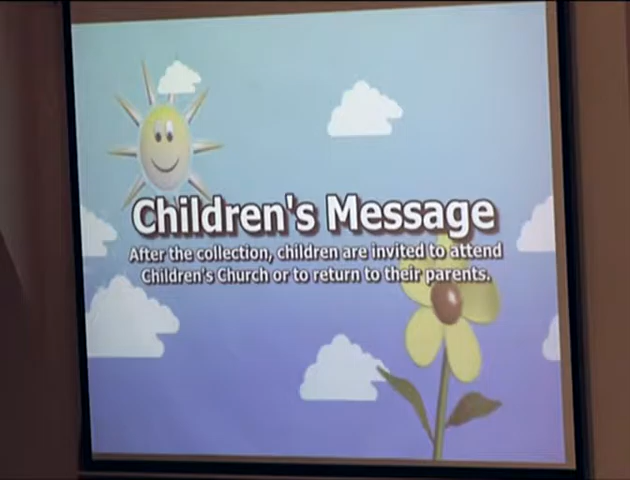 Children's Message
After the collection, children are invited to attend
Children's Church or to return to their parents.